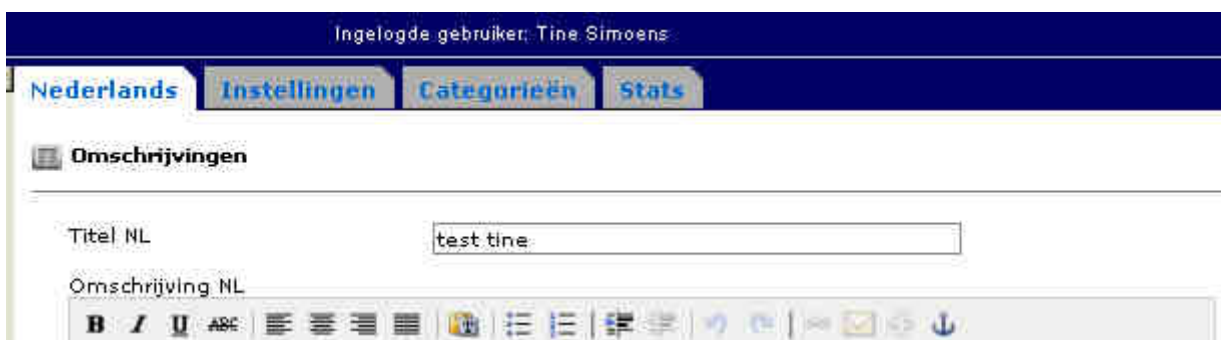 Ingelogde gebruiker: Tine Simoens
Nederlands Instellingen Categorieën Stats
Omschrijvingen
Titel NL test tine
Omschrijving NL
B I U ABC